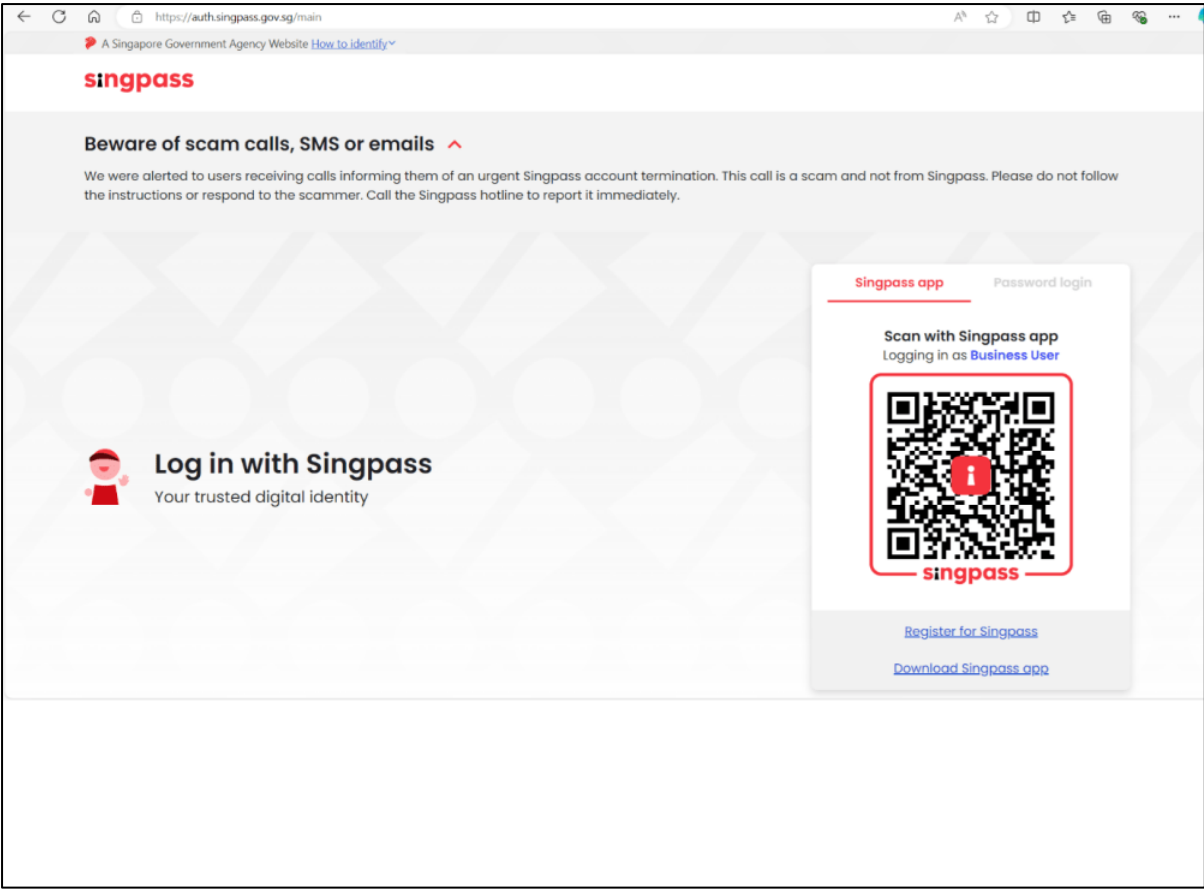 https://auth.singpass.gov.sg/main
A Singapore Government Agency Website How to identify
singpass
Beware of scam calls, SMS or emails
We were alerted to users receiving calls informing them of an urgent Singpass account termination. This call is a scam and not from Singpass. Please do not follow
the instructions or respond to the scammer. Call the Singpass hotline to report it immediately.
Singpass app Password login
Scan with Singpass app
Logging in as Business User
Log in with Singpass
Your trusted digital identity
singpass
Register for Singpass
Download Singpass app